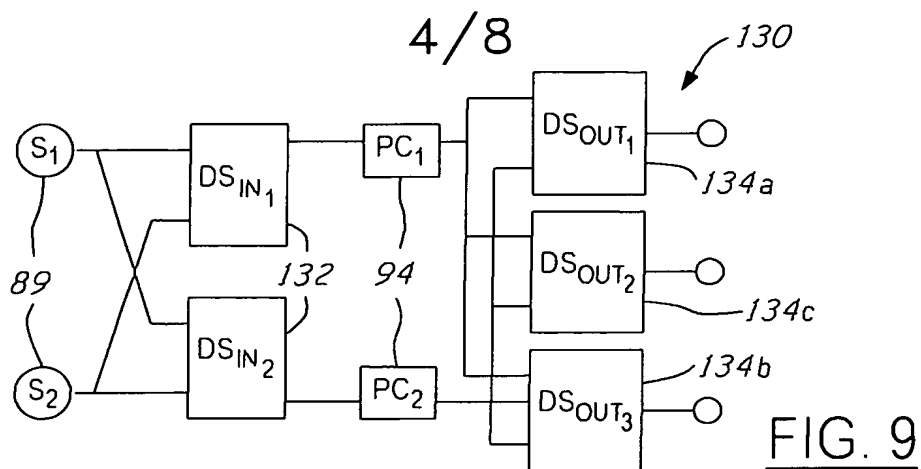 4/8
130
S1
DSIN1
PC1
DSOUT1
134a
89
132
94
DSOUT2
134c
S2
DSIN2
PC2
DSOUT3
134b
FIG. 9